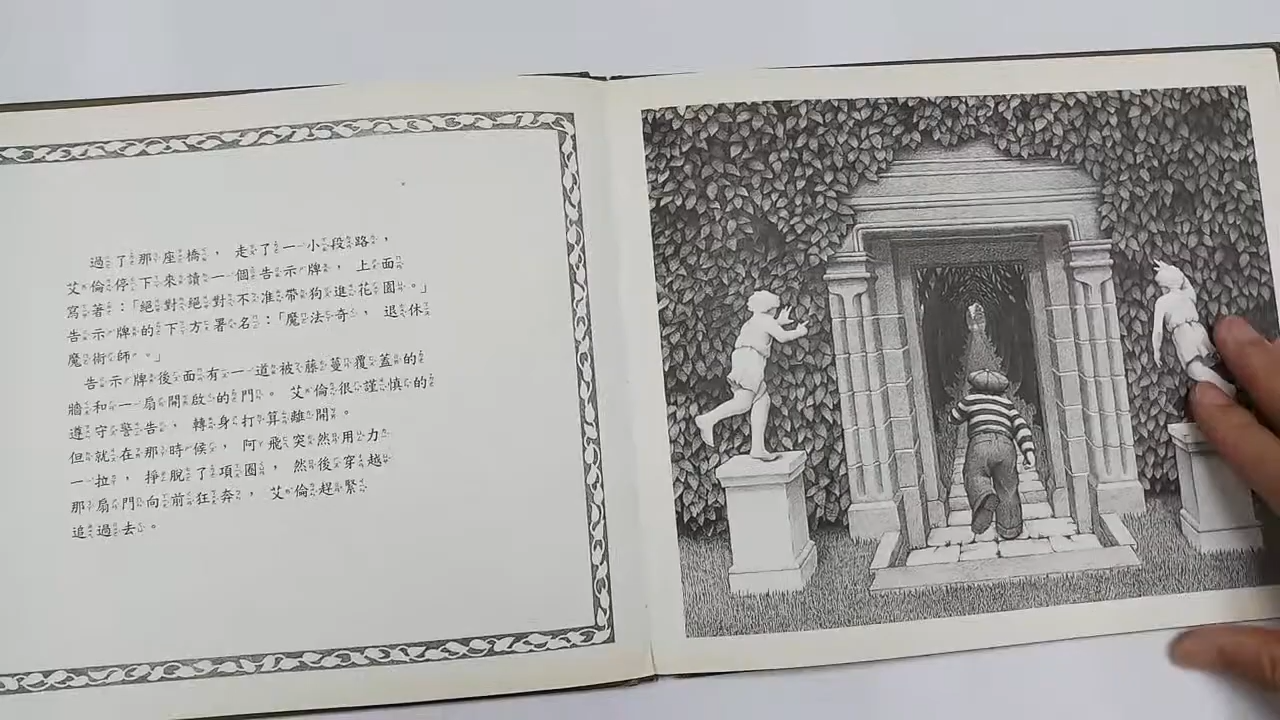 過了那座橋，走了一小段路，
艾倫停下來讀一個告示牌，上面
寫著：「絕對絕對不准帶狗進花園。」
告示牌的下方署名：「魔法奇，退休
魔術師。」
告示牌後面有一道被藤蔓覆蓋的
牆和一扇開啟的門。艾倫很謹慎的
遵守警告，轉身打算離開。
但就在那時候，阿飛突然用力
一拉，掙脫了項圈，然後穿越
那扇門向前狂奔，艾倫趕緊
追過去。